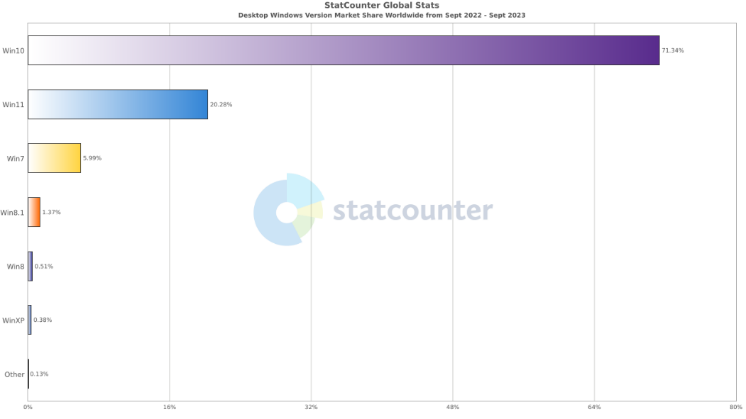 StatCounter Global Stats
Desktop Windows Version Market Share Worldwide from Sept 2022 - Sept 2023
Win10 71.34%
Win11 20.28%
Win7 5.99%
statcounter
Win8.1 1.37%
Win8 0.51%
WinXP 0.38%
Other 0.13%
0% 16% 32% 48% 64% 80%